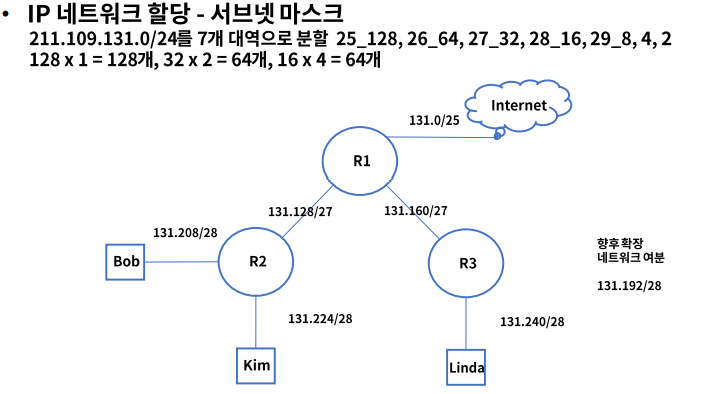 • IP 네트워크 할당 - 서브넷 마스크
211.109.131.0/24를 7개 대역으로 분할 25_128, 26_64, 27_32, 28_16, 29_8, 4, 2
128 x 1 = 128개, 32 x 2 = 64개, 16 x 4 = 64개
Internet
131.0/25
R1
131.128/27
131.160/27
131.208/28
향후 확장
네트워크 여분
Bob
R2
R3
131.192/28
131.224/28
131.240/28
Kim
Linda